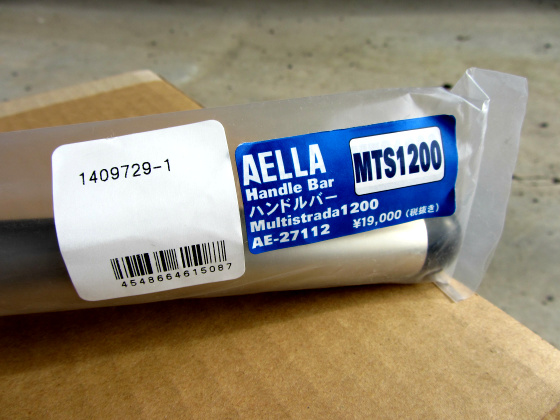 1409729-1
4548664615087
AELLA
MTS1200
Handle Bar
ハンドルバー
Multistrada1200
AE-27112
¥19,000 (税抜き)